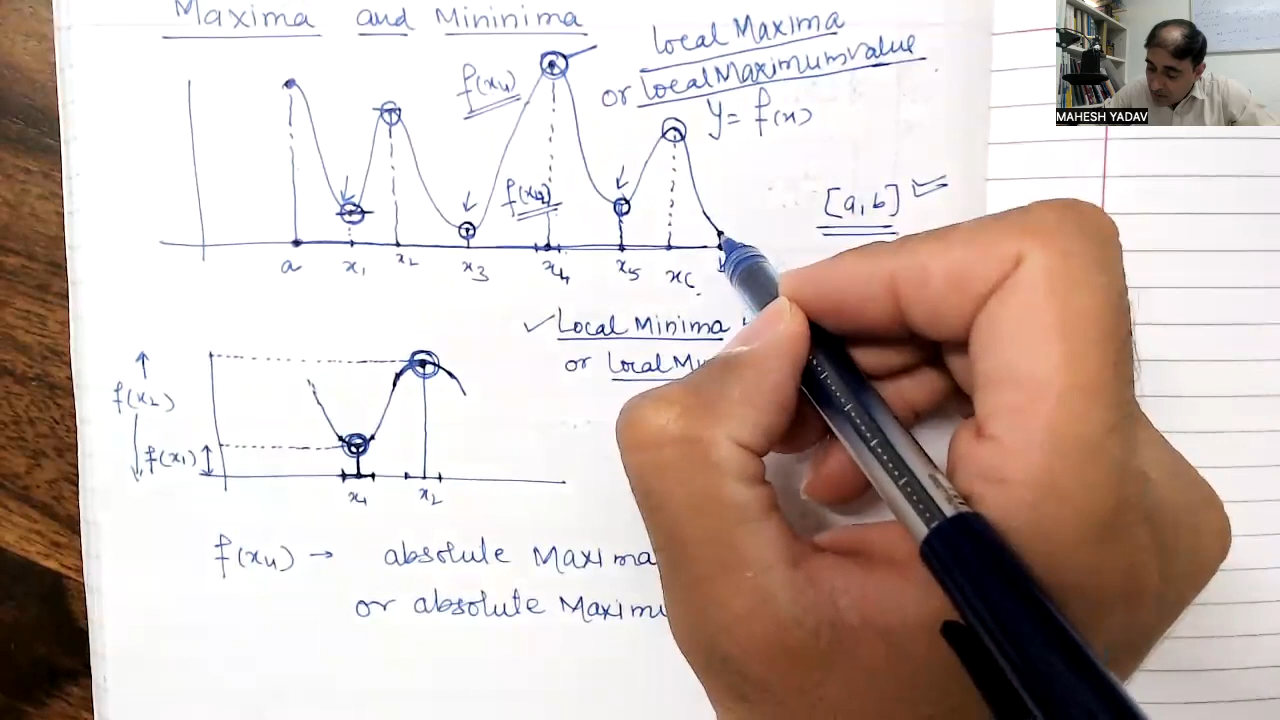 Maxima and Mininima
Local Maxima
or Local Maximum Value
f(x₄)
y = f(x)
MAHESH YADAV
f(x₄)
[a, b]
a x₁ x₂ x₃ x₄ x₅ x₆
Local Minima
or Local
f(x₂)
f(x₁)
x₁ x₂
f(x₄) → absolute Maxima
or absolute